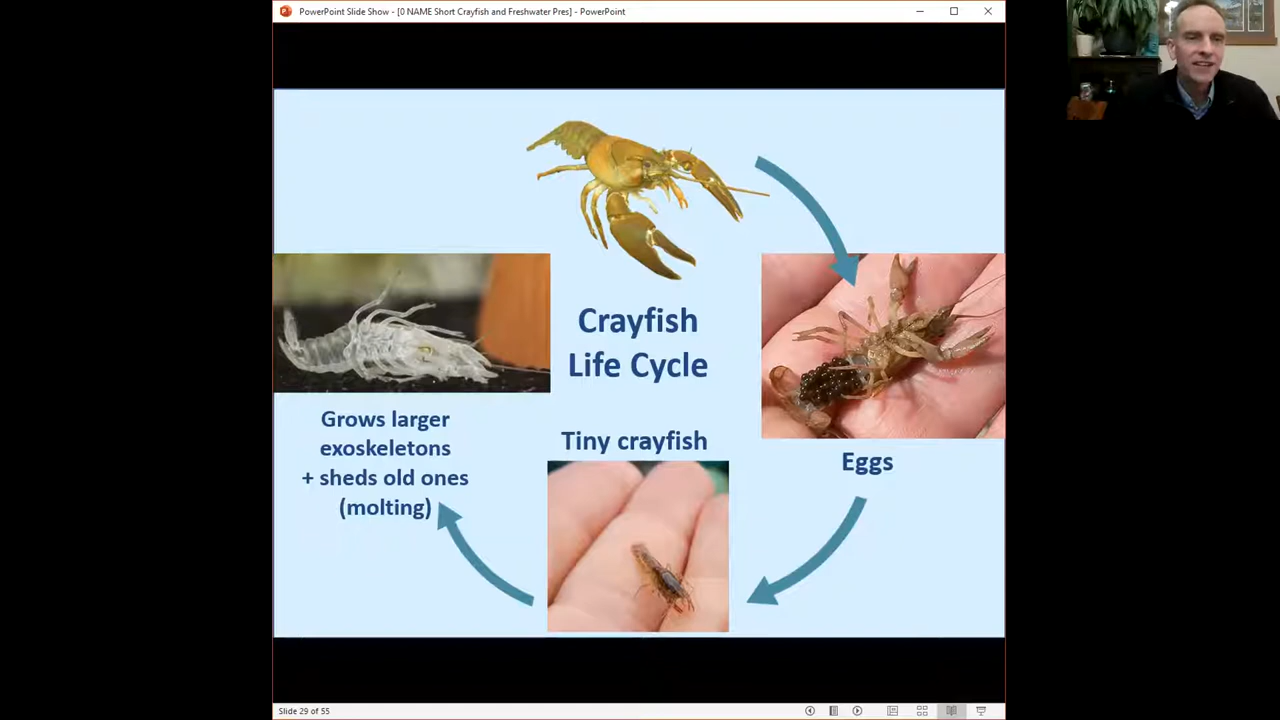 PowerPoint Slide Show - [0 NAME Short Crayfish and Freshwater Pres] - PowerPoint
Crayfish
Life Cycle
Eggs
Tiny crayfish
Grows larger
exoskeletons
+ sheds old ones
(molting)
Slide 29 of 55